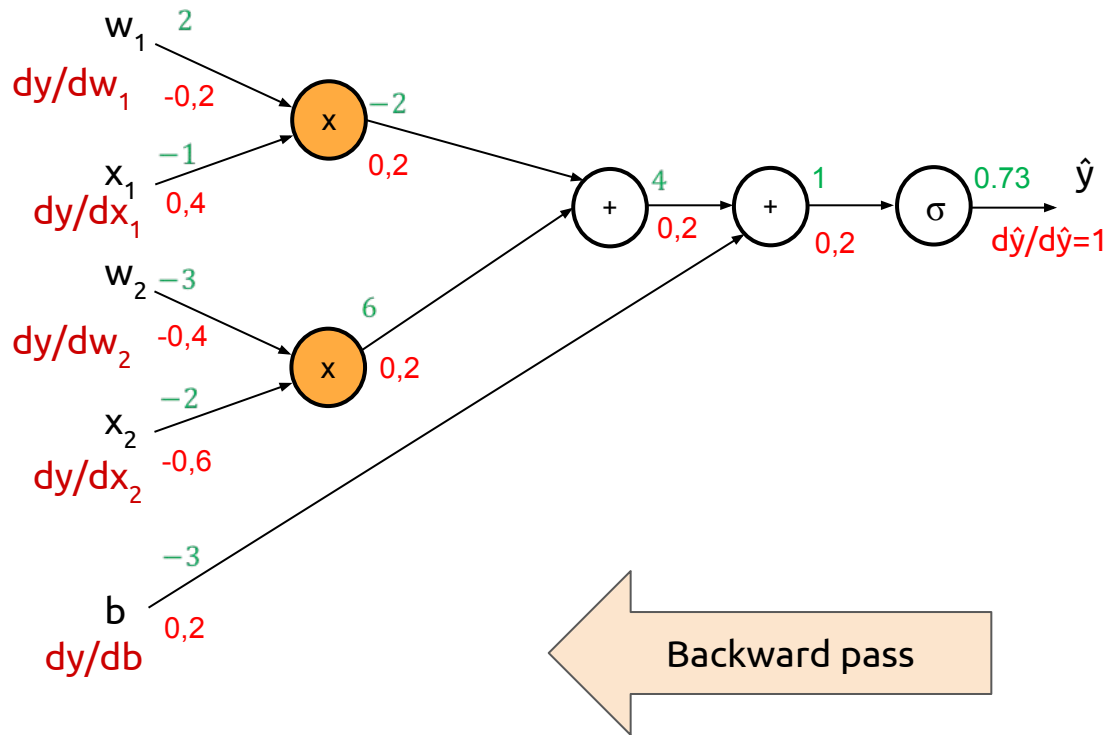 w₁ 2
dy/dw₁ -0,2
x −2
−1
x₁ 0,2
dy/dx₁ 0,4
+ 4
0,2
+ 1
0,2
σ 0.73 ŷ
dŷ/dŷ=1
w₂ −3
dy/dw₂ -0,4
x 6
0,2
−2
x₂
dy/dx₂ -0,6
−3
b 0,2
dy/db
Backward pass